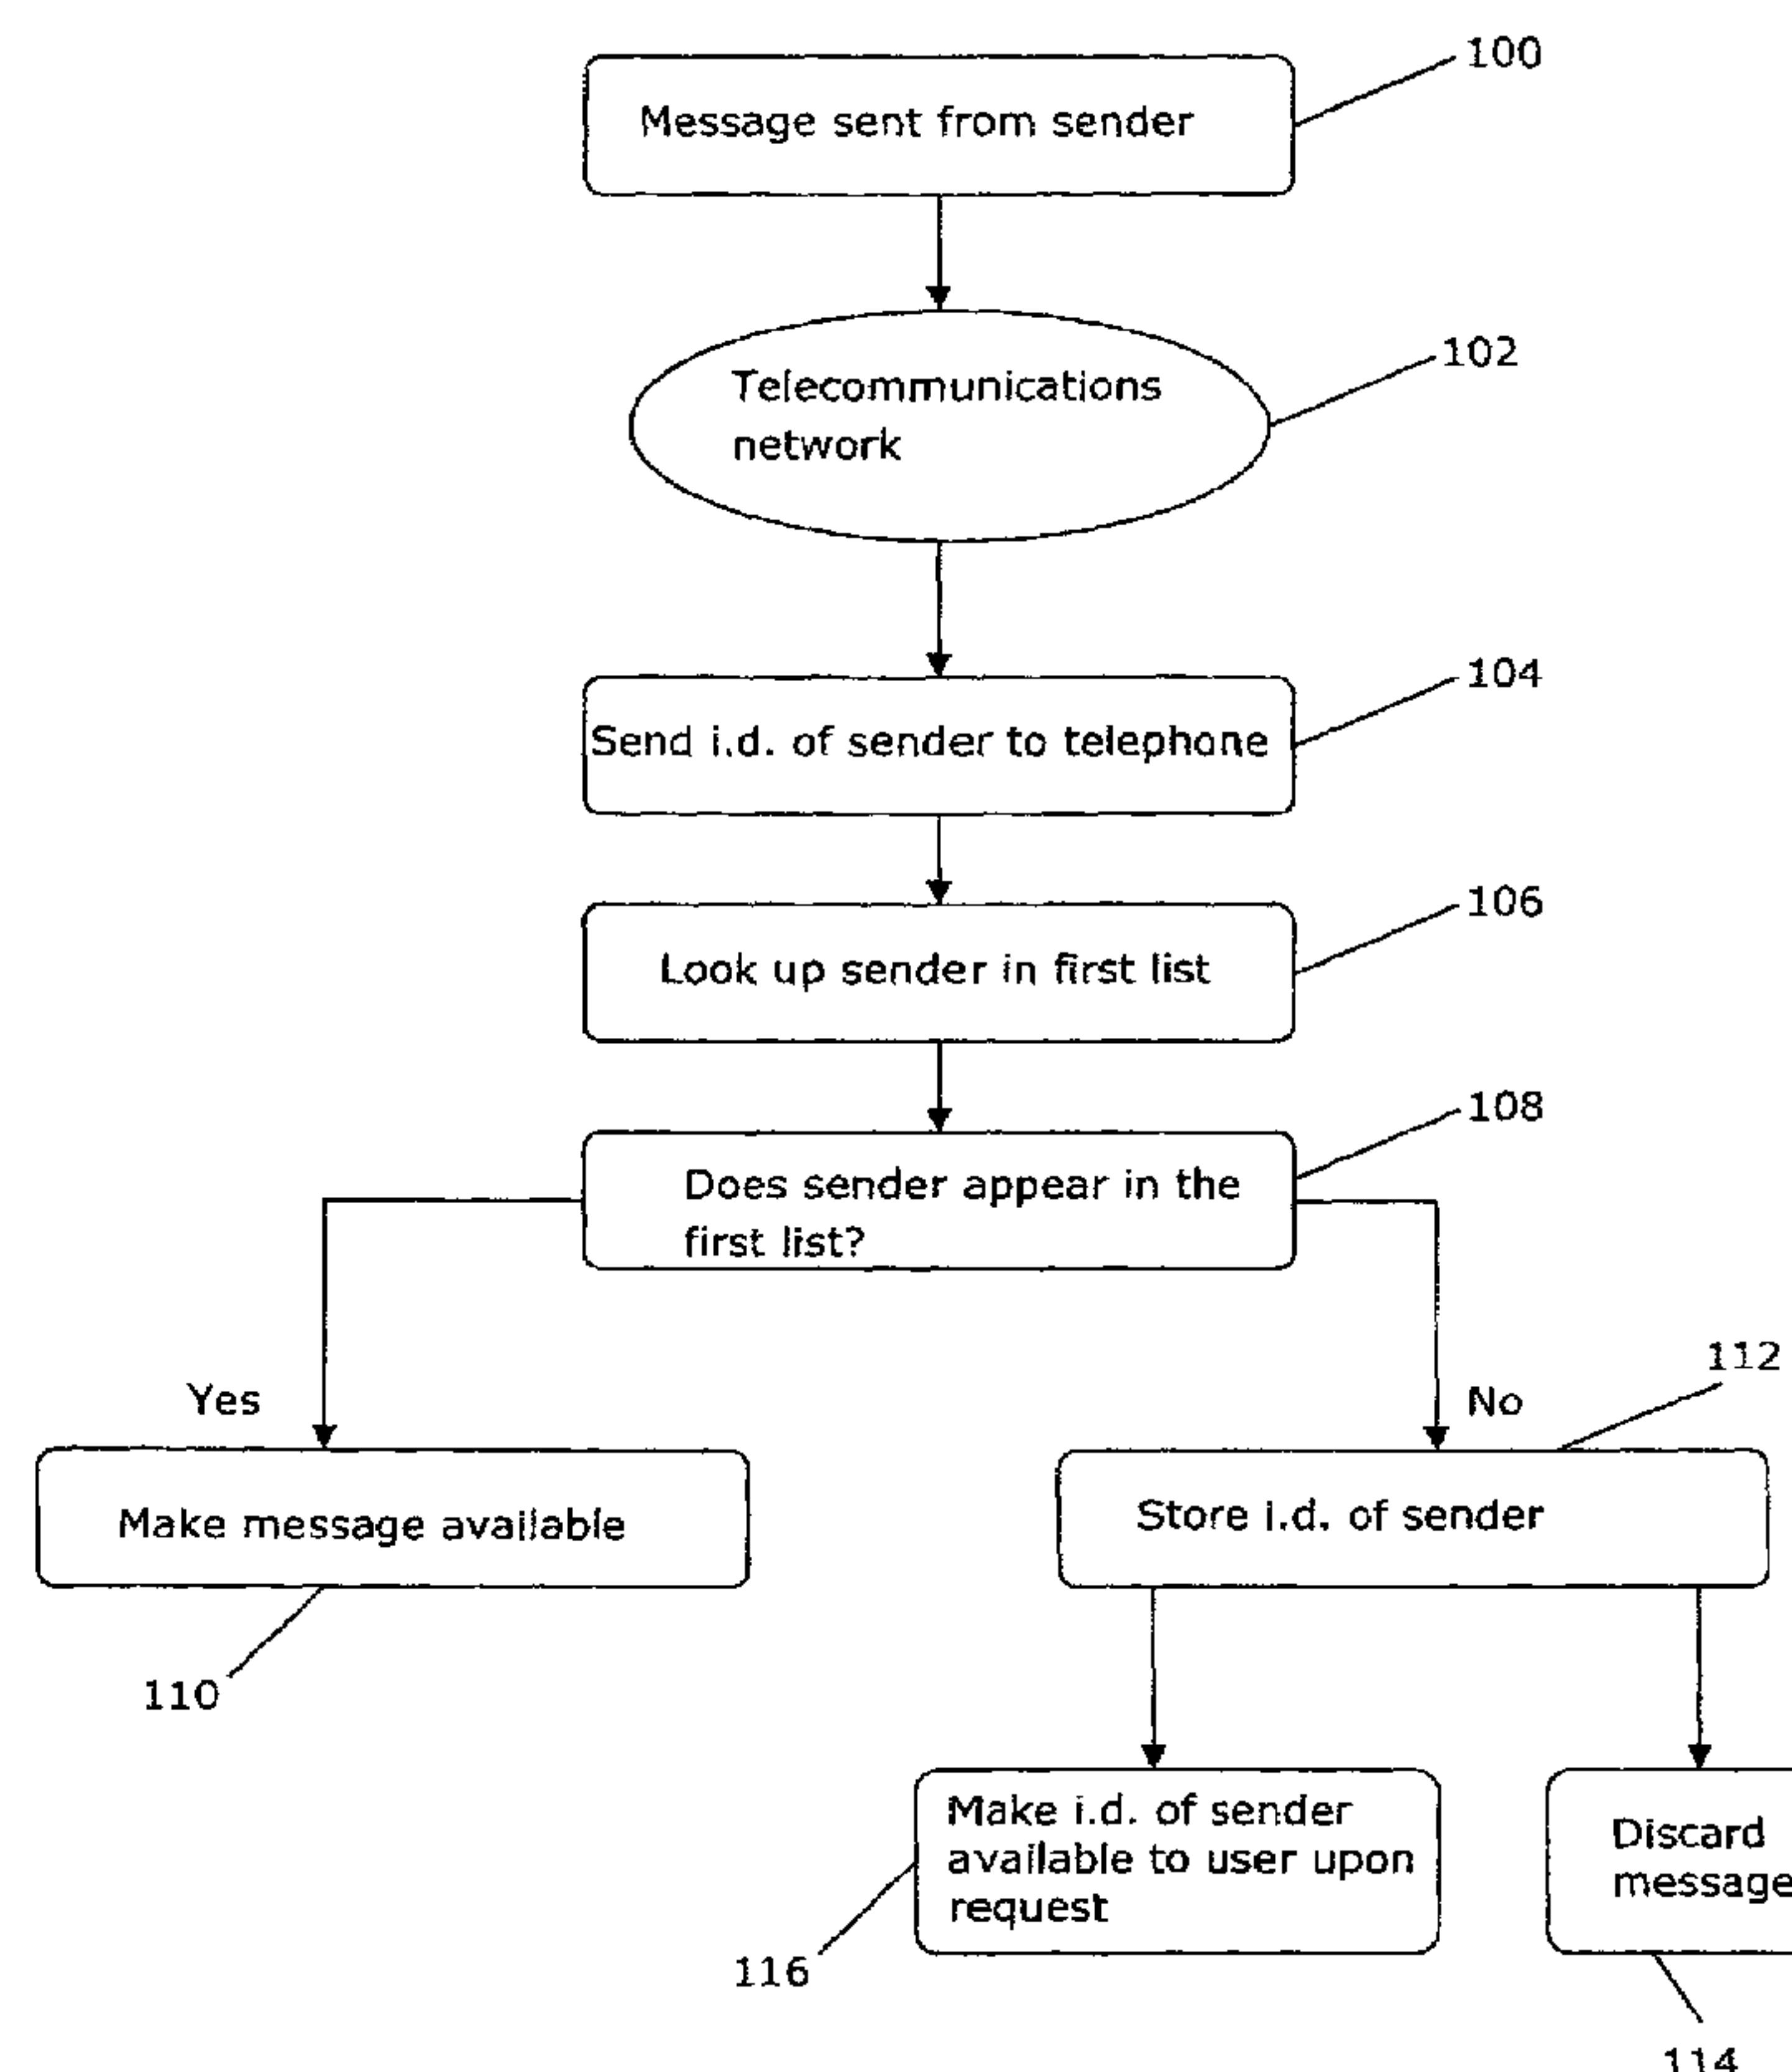 100
Message sent from sender
102
Telecommunications
network
104
Send i.d. of sender to telephone
106
Look up sender in first list
108
Does sender appear in the
first list?
112
Yes
No
Make message available
Store i.d. of sender
110
Make i.d. of sender
available to user upon
request
Discard
message
116
114